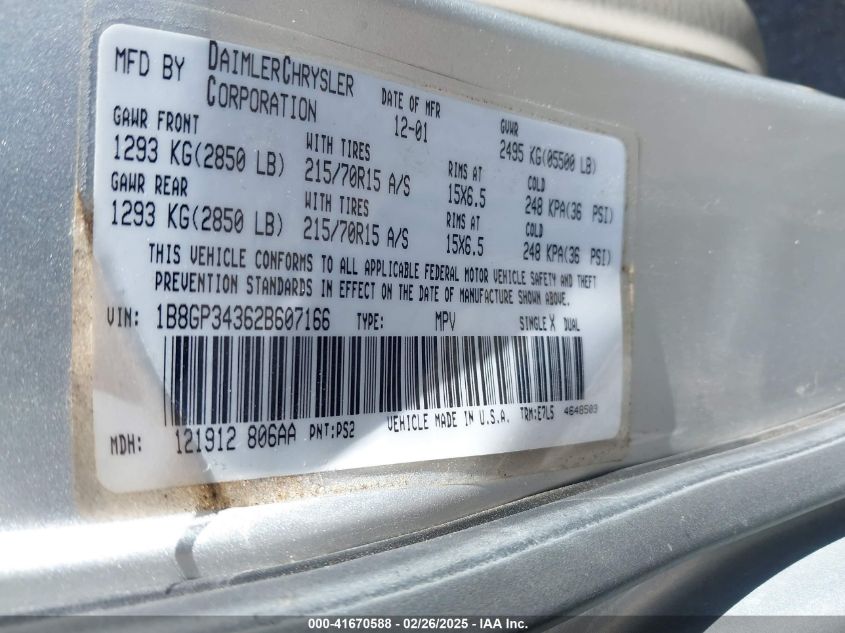 MFD BY DAIMLERCHRYSLER CORPORATION
DATE OF MFR 12-01
GVWR 2495 KG(05500 LB)
GAWR FRONT 1293 KG(2850 LB) WITH TIRES 215/70R15 A/S RIMS AT 15X6.5 COLD 248 KPA(36 PSI)
GAWR REAR 1293 KG(2850 LB) WITH TIRES 215/70R15 A/S RIMS AT 15X6.5 COLD 248 KPA(36 PSI)
THIS VEHICLE CONFORMS TO ALL APPLICABLE FEDERAL MOTOR VEHICLE SAFETY AND THEFT
PREVENTION STANDARDS IN EFFECT ON THE DATE OF MANUFACTURE SHOWN ABOVE.
VIN: 1B8GP34362B607166 TYPE: MPV SINGLE X DUAL
MDH: 121912 806AA PNT:PS2 VEHICLE MADE IN U.S.A. TRM:E7L5 4648503
000-41670588 - 02/26/2025 - IAA Inc.